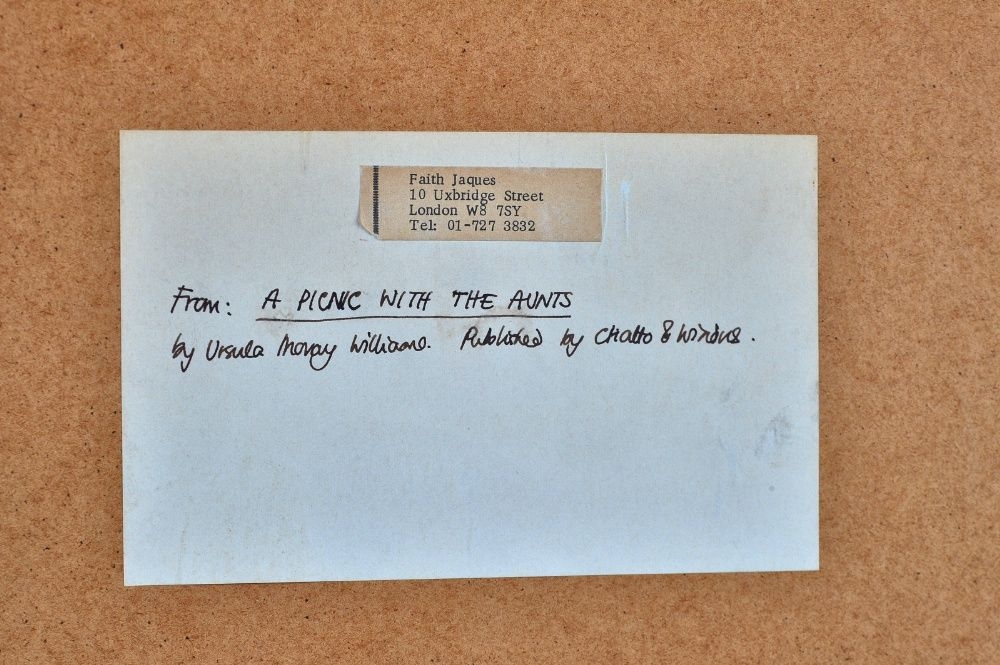 Faith Jaques
10 Uxbridge Street
London W8 7SY
Tel: 01-727 3832
From: A PICNIC WITH THE AUNTS
by Ursula Moray Williams. Published by Chatto & Windus.